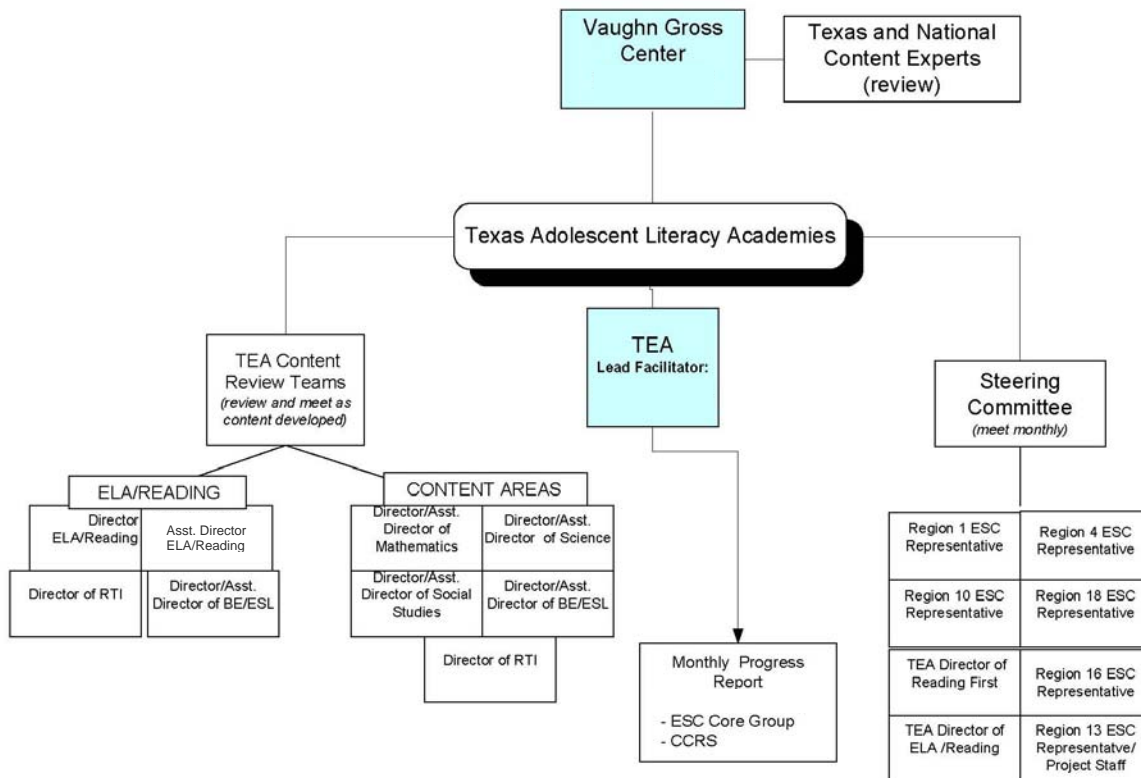 Vaughn Gross
Center
Texas and National
Content Experts
(review)
Texas Adolescent Literacy Academies
TEA Content
Review Teams
(review and meet as
content developed)
TEA
Lead Facilitator:
Steering
Committee
(meet monthly)
ELA/READING
Director
ELA/Reading
Asst. Director
ELA/Reading
Director of RTI
Director/Asst.
Director of BE/ESL
CONTENT AREAS
Director/Asst.
Director of
Mathematics
Director/Asst.
Director of Science
Director/Asst.
Director of Social
Studies
Director/Asst.
Director of BE/ESL
Director of RTI
Monthly Progress
Report
- ESC Core Group
- CCRS
Region 1 ESC
Representative
Region 4 ESC
Representative
Region 10 ESC
Representative
Region 18 ESC
Representative
TEA Director of
Reading First
Region 16 ESC
Representative
TEA Director of
ELA /Reading
Region 13 ESC
Representatve/
Project Staff